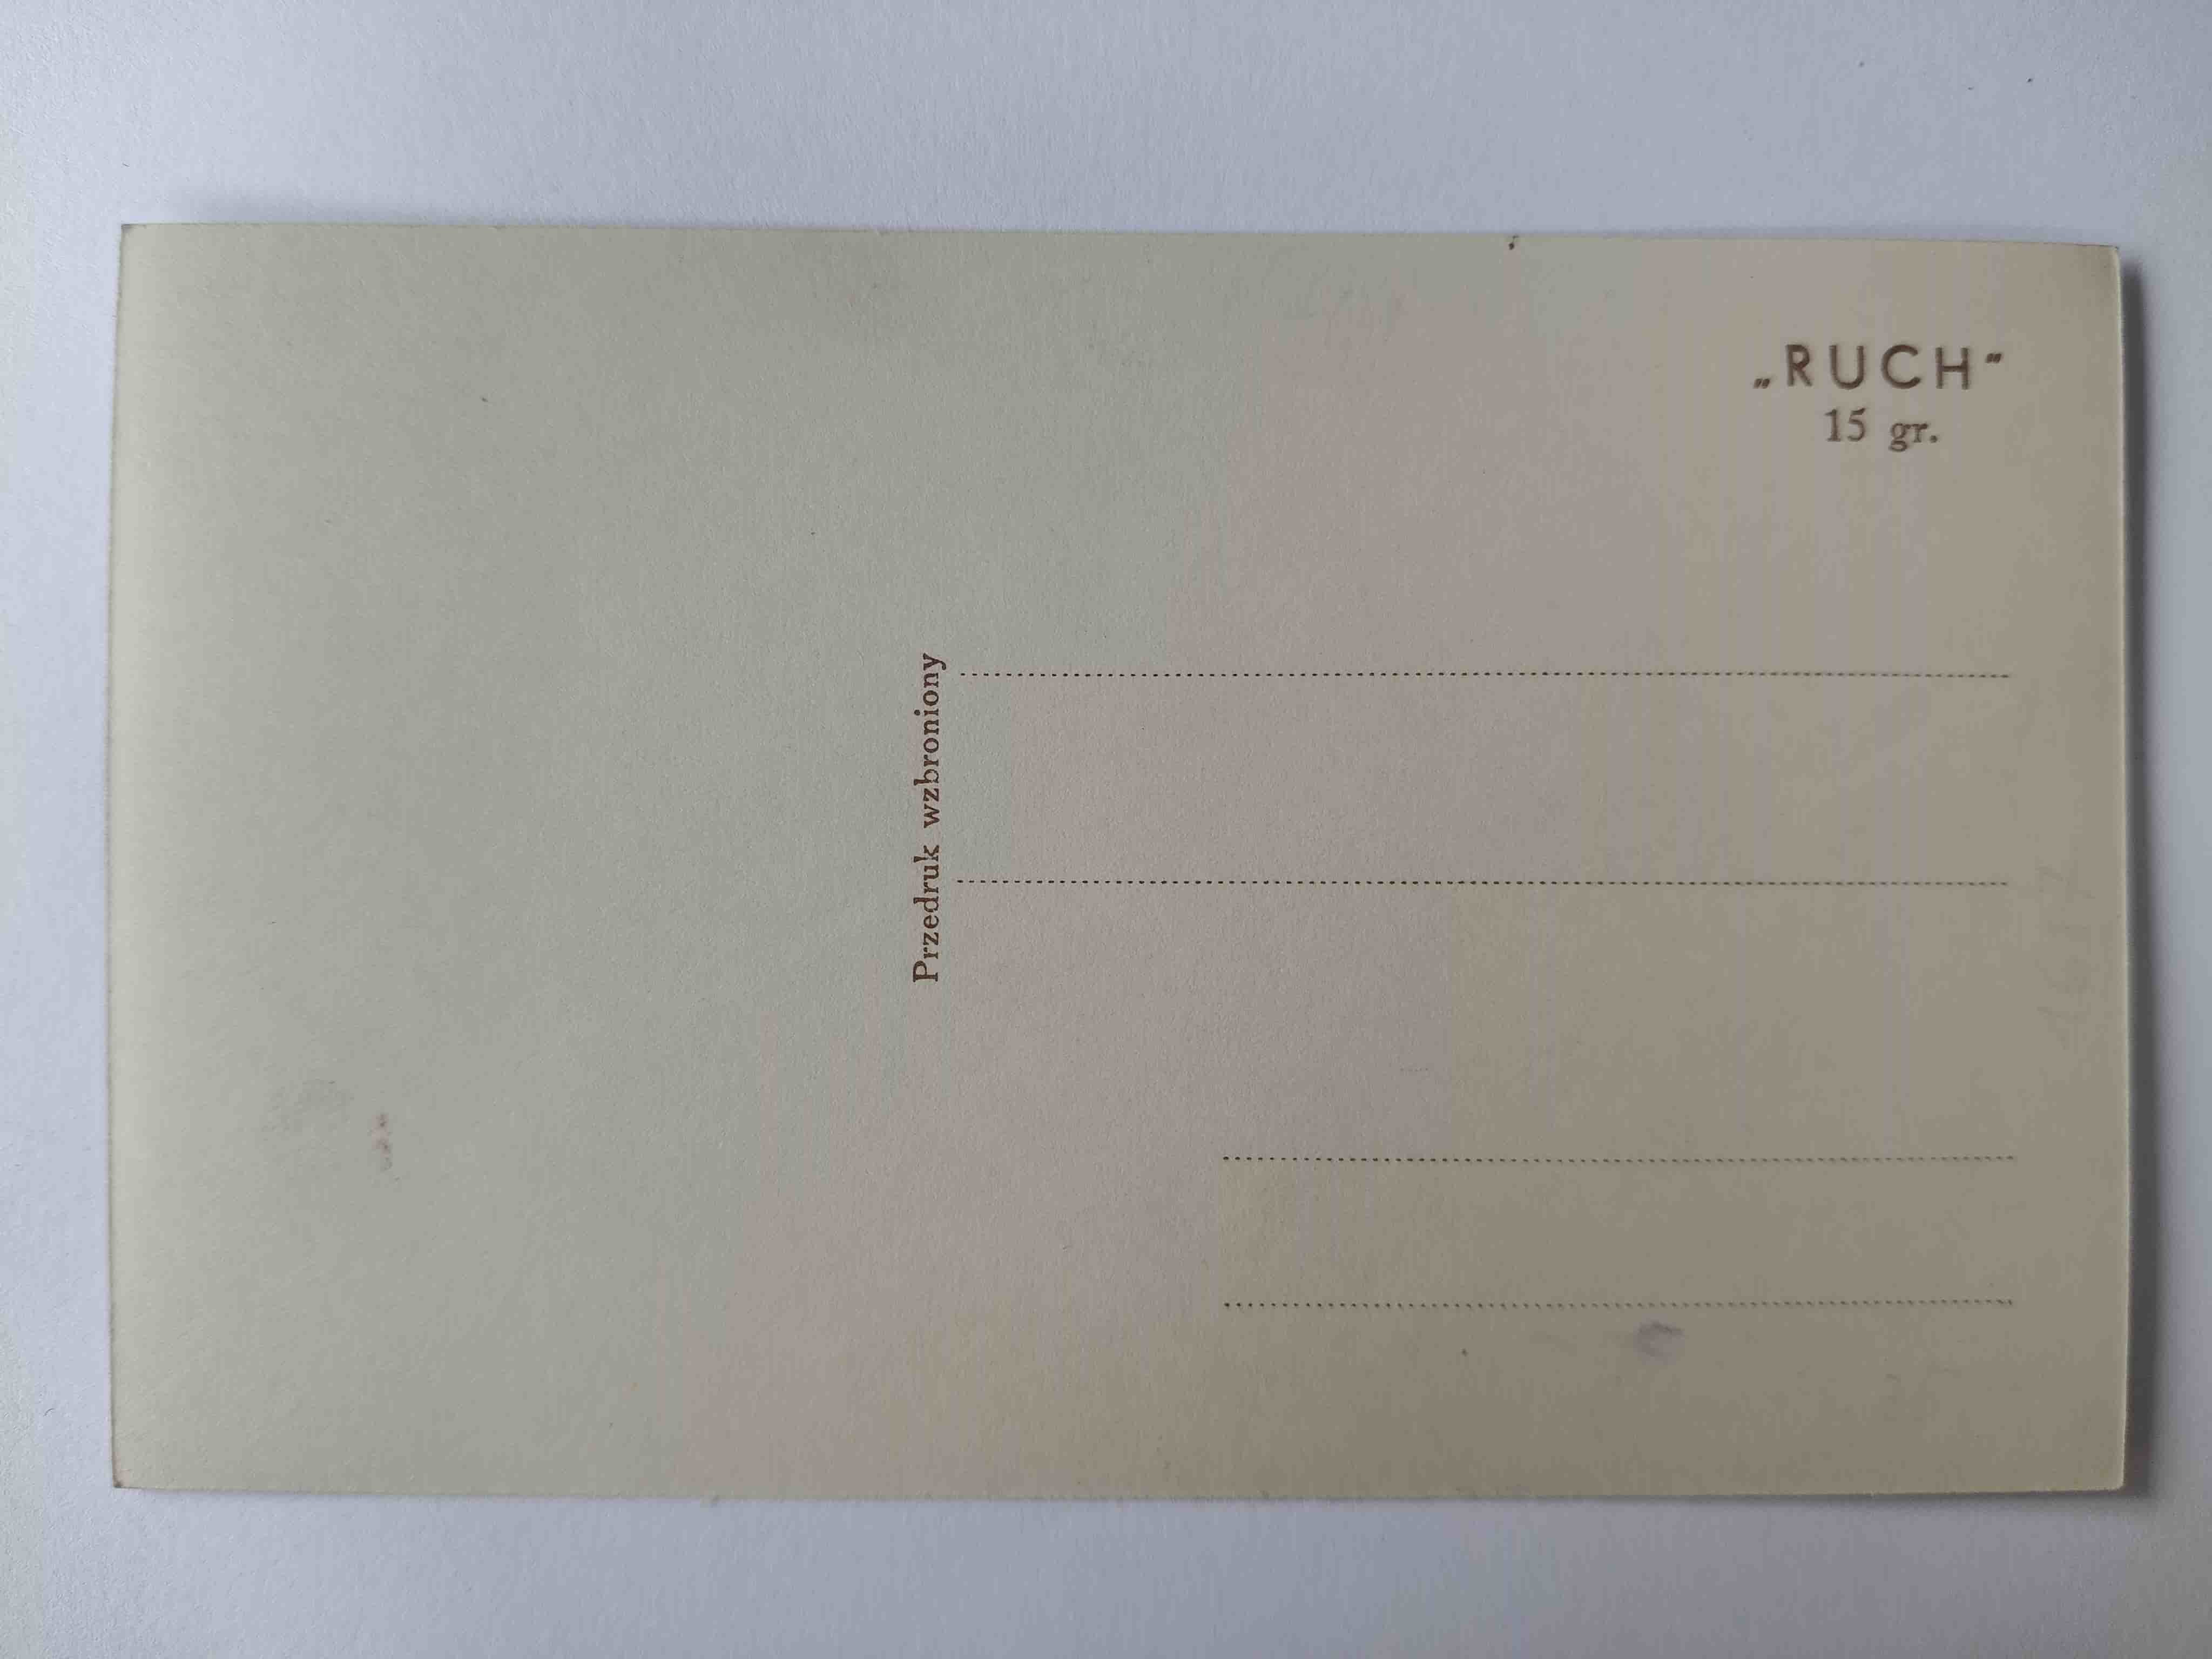 „RUCH"
15 gr.
Przedruk wzbroniony